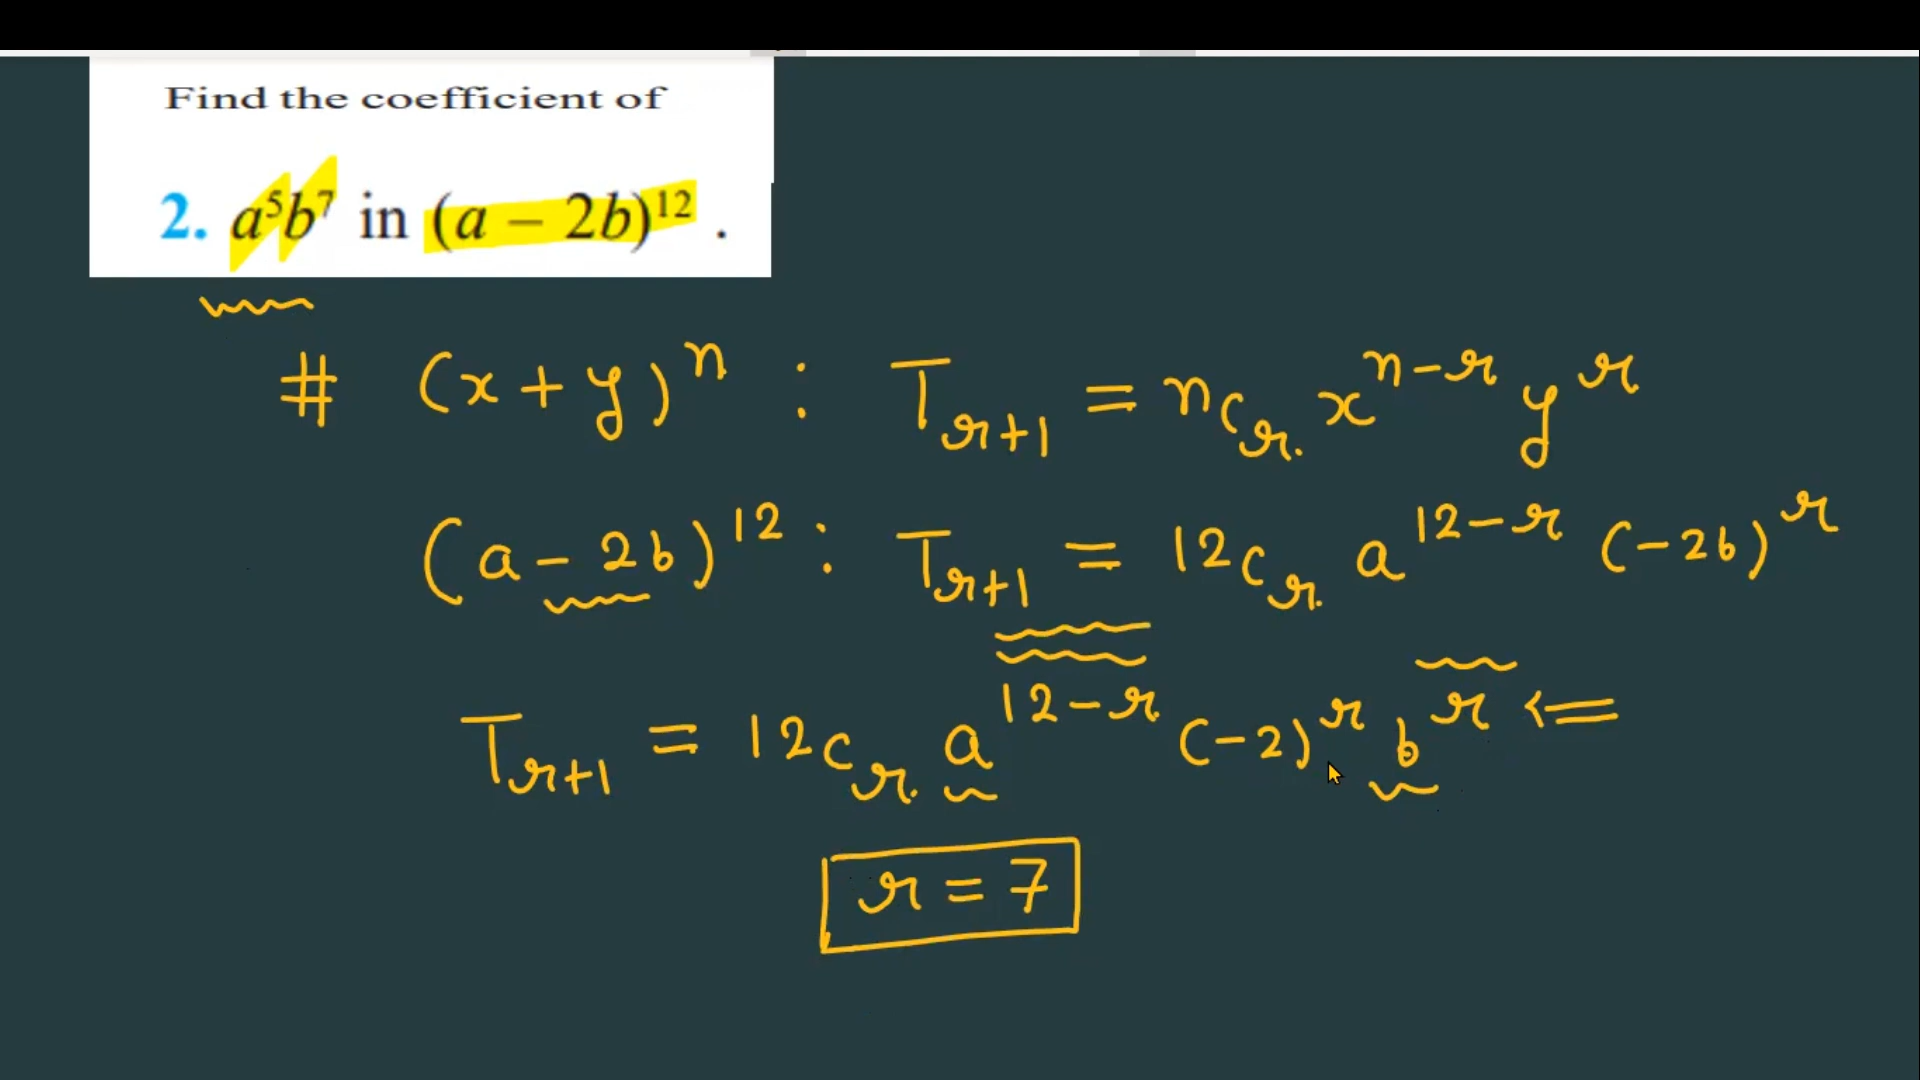 Find the coefficient of
2. a⁵b⁷ in (a – 2b)¹² .
# (x+y)ⁿ : Tᵣ₊₁ = nCᵣ. xⁿ⁻ʳ yʳ
(a-2b)¹² : Tᵣ₊₁ = 12Cᵣ. a¹²⁻ʳ (-2b)ʳ
Tᵣ₊₁ = 12Cᵣ. a¹²⁻ʳ (-2)ʳ bʳ ⇐
r = 7